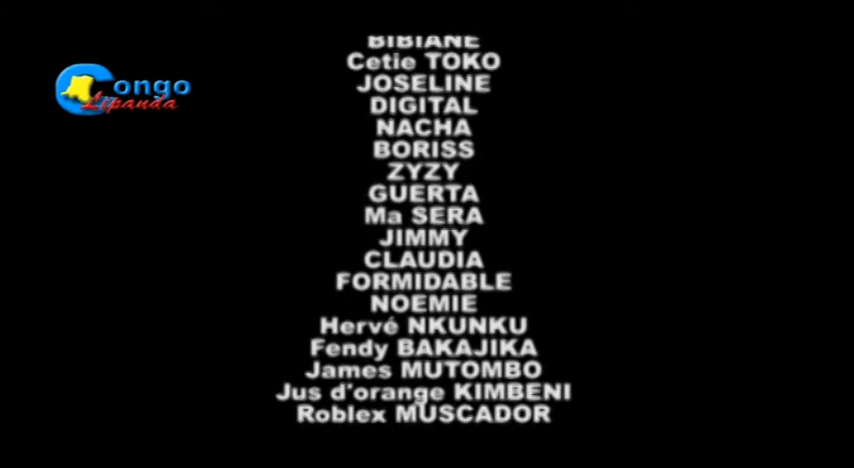 Congo
Lipanda
BIBIANE
Cetie TOKO
JOSELINE
DIGITAL
NACHA
BORISS
ZYZY
GUERTA
Ma SERA
JIMMY
CLAUDIA
FORMIDABLE
NOEMIE
Hervé NKUNKU
Fendy BAKAJIKA
James MUTOMBO
Jus d'orange KIMBENI
Roblex MUSCADOR